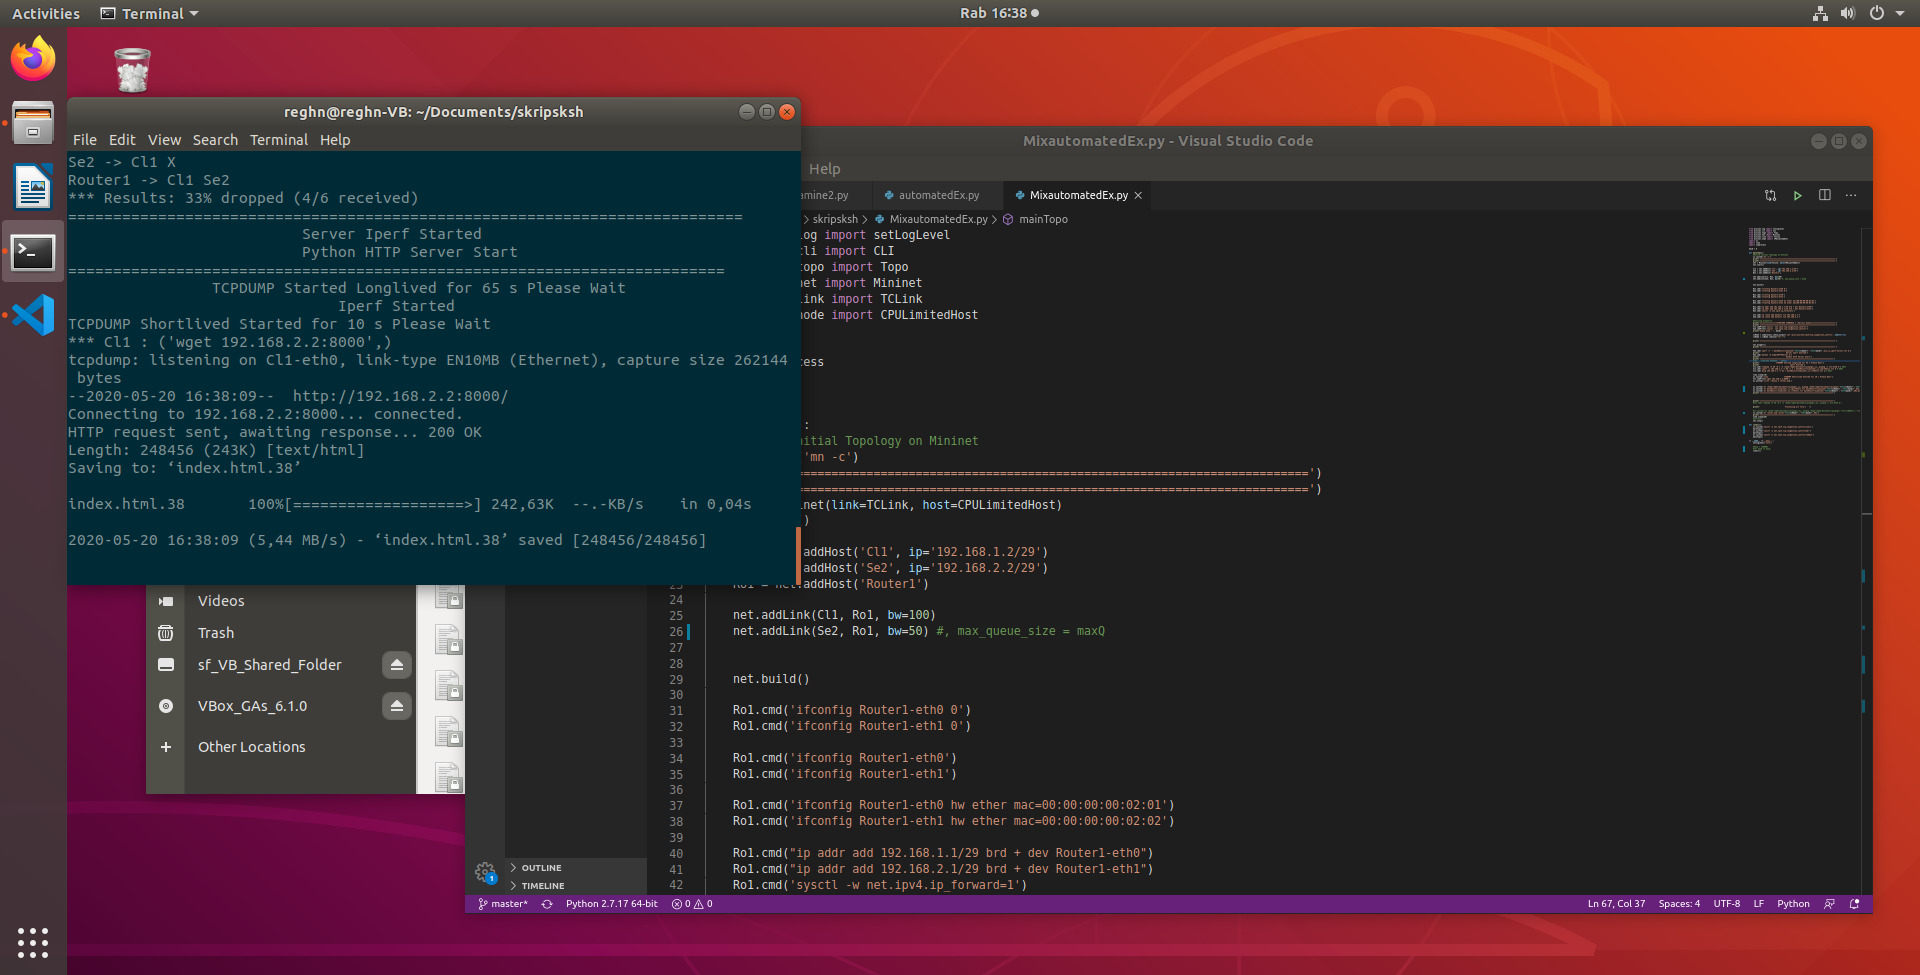 Activities
Terminal
Rab 16:38
reghn@reghn-VB: ~/Documents/skripsksh
File Edit View Search Terminal Help
Se2 -> Cl1 X
Router1 -> Cl1 Se2
*** Results: 33% dropped (4/6 received)
===========================================================================
Server Iperf Started
Python HTTP Server Start
=========================================================================
TCPDUMP Started Longlived for 65 s Please Wait
Iperf Started
TCPDUMP Shortlived Started for 10 s Please Wait
*** Cl1 : ('wget 192.168.2.2:8000',)
tcpdump: listening on Cl1-eth0, link-type EN10MB (Ethernet), capture size 262144
bytes
--2020-05-20 16:38:09--  http://192.168.2.2:8000/
Connecting to 192.168.2.2:8000... connected.
HTTP request sent, awaiting response... 200 OK
Length: 248456 (243K) [text/html]
Saving to: ‘index.html.38’
index.html.38       100%[===================>] 242,63K  --.-KB/s    in 0,04s
2020-05-20 16:38:09 (5,44 MB/s) - ‘index.html.38’ saved [248456/248456]
Videos
Trash
sf_VB_Shared_Folder
VBox_GAs_6.1.0
Other Locations
MixautomatedEx.py - Visual Studio Code
Help
amine2.py
automatedEx.py
MixautomatedEx.py
skripsksh > MixautomatedEx.py > mainTopo
og import setLogLevel
cli import CLI
topo import Topo
net import Mininet
link import TCLink
node import CPULimitedHost
cess
:
nitial Topology on Mininet
'mn -c')
=========================================================================')
=========================================================================')
net(link=TCLink, host=CPULimitedHost)
)
addHost('Cl1', ip='192.168.1.2/29')
addHost('Se2', ip='192.168.2.2/29')
23 Ro1 = net.addHost('Router1')
24
25 net.addLink(Cl1, Ro1, bw=100)
26 net.addLink(Se2, Ro1, bw=50) #, max_queue_size = maxQ
27
28
29 net.build()
30
31 Ro1.cmd('ifconfig Router1-eth0 0')
32 Ro1.cmd('ifconfig Router1-eth1 0')
33
34 Ro1.cmd('ifconfig Router1-eth0')
35 Ro1.cmd('ifconfig Router1-eth1')
36
37 Ro1.cmd('ifconfig Router1-eth0 hw ether mac=00:00:00:00:02:01')
38 Ro1.cmd('ifconfig Router1-eth1 hw ether mac=00:00:00:00:02:02')
39
40 Ro1.cmd("ip addr add 192.168.1.1/29 brd + dev Router1-eth0")
41 Ro1.cmd("ip addr add 192.168.2.1/29 brd + dev Router1-eth1")
42 Ro1.cmd('sysctl -w net.ipv4.ip_forward=1')
OUTLINE
TIMELINE
1
master*
Python 2.7.17 64-bit
0
0
Ln 67, Col 37
Spaces: 4
UTF-8
LF
Python